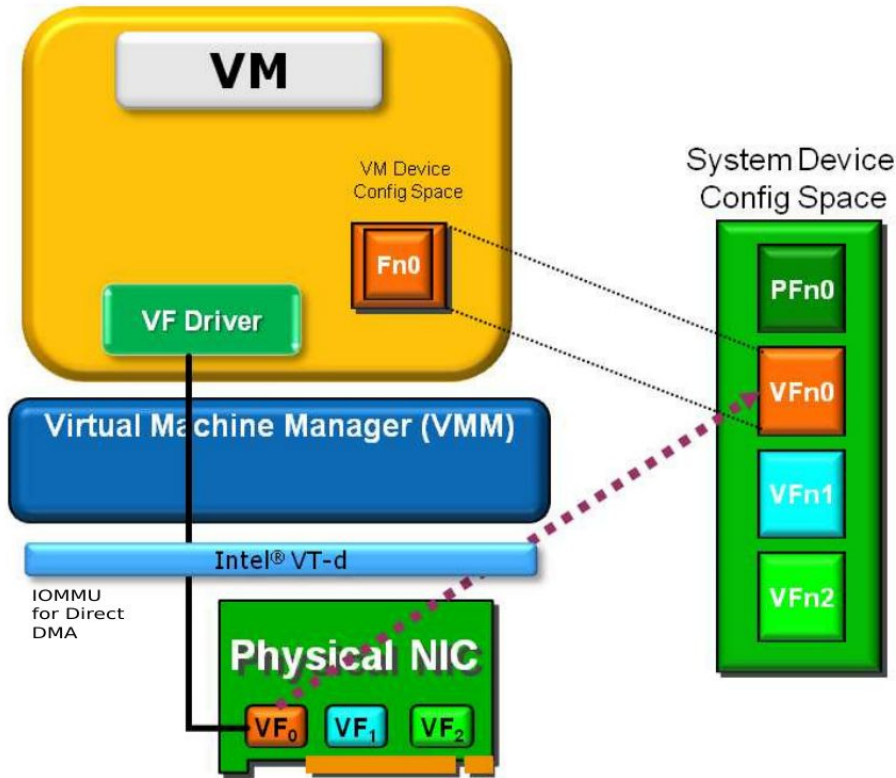 VM
VM Device
Config Space
Fn0
VF Driver
System Device
Config Space
PFn0
VFn0
VFn1
VFn2
Virtual Machine Manager (VMM)
Intel® VT-d
IOMMU
for Direct
DMA
Physical NIC
VF₀ VF₁ VF₂